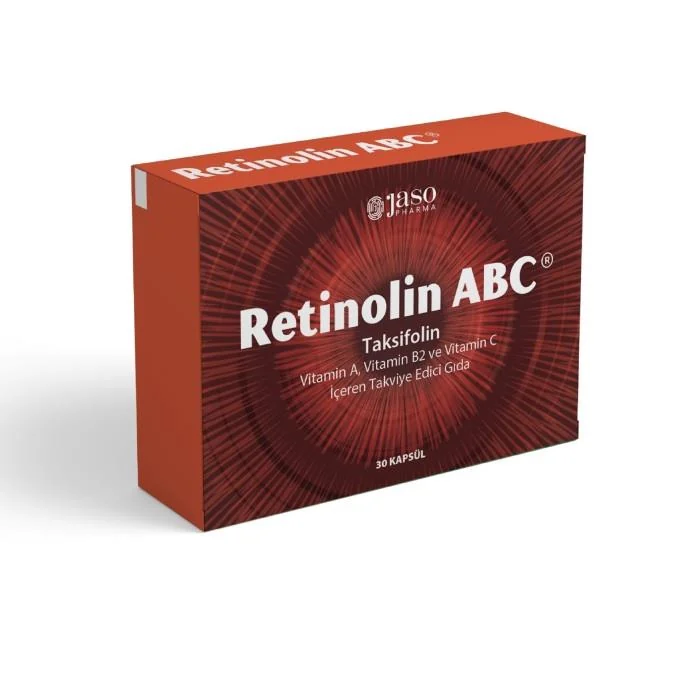 Retinolin ABC®
Jaso
PHARMA
Retinolin ABC®
Taksifolin
Vitamin A, Vitamin B2 ve Vitamin C
İçeren Takviye Edici Gıda
30 KAPSÜL